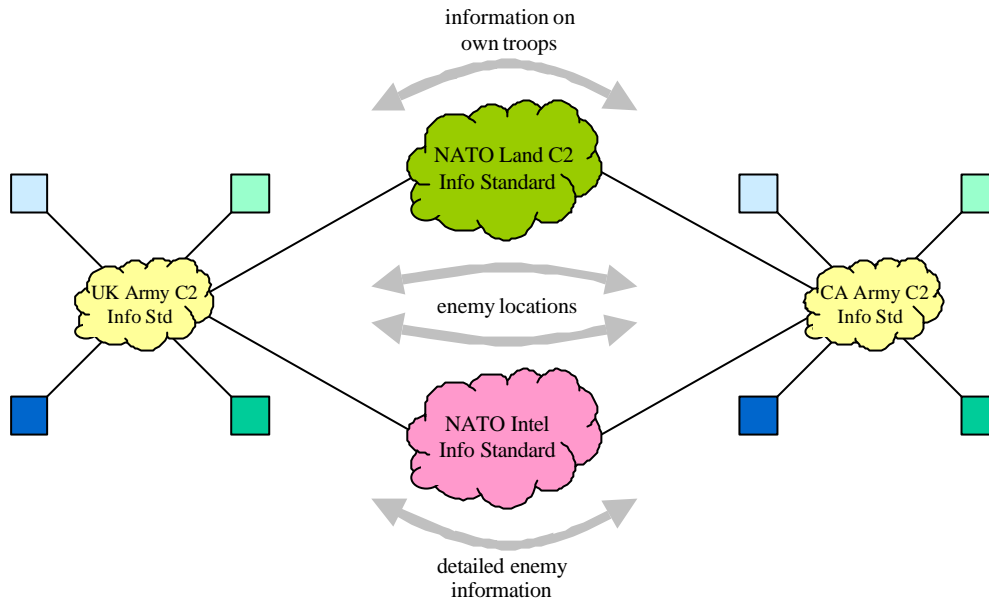 information on
own troops
NATO Land C2
Info Standard
UK Army C2
Info Std
enemy locations
CA Army C2
Info Std
NATO Intel
Info Standard
detailed enemy
information